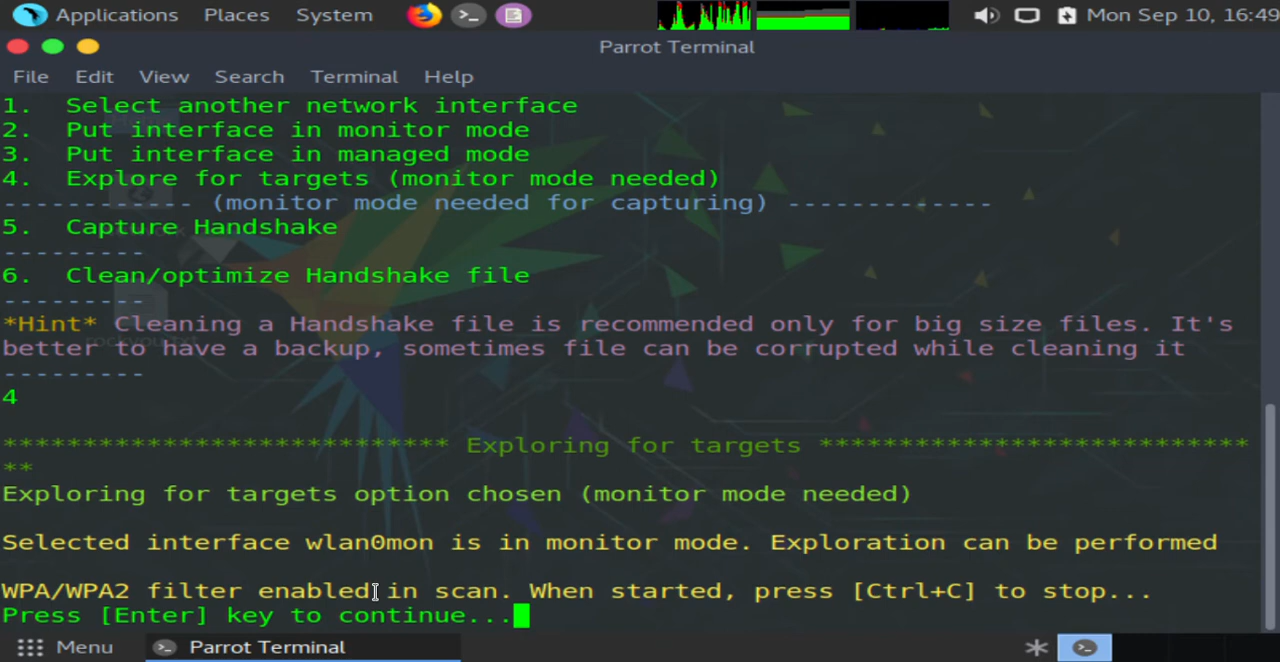 Applications Places System Mon Sep 10, 16:49
Parrot Terminal
File Edit View Search Terminal Help
1. Select another network interface
2. Put interface in monitor mode
3. Put interface in managed mode
4. Explore for targets (monitor mode needed)
------------ (monitor mode needed for capturing) -------------
5. Capture Handshake
---------
6. Clean/optimize Handshake file
---------
*Hint* Cleaning a Handshake file is recommended only for big size files. It's
better to have a backup, sometimes file can be corrupted while cleaning it
rockyou.txt
---------
4
**************************** Exploring for targets ***************************
**
Exploring for targets option chosen (monitor mode needed)
Selected interface wlan0mon is in monitor mode. Exploration can be performed
WPA/WPA2 filter enabled in scan. When started, press [Ctrl+C] to stop...
Press [Enter] key to continue...
Menu Parrot Terminal